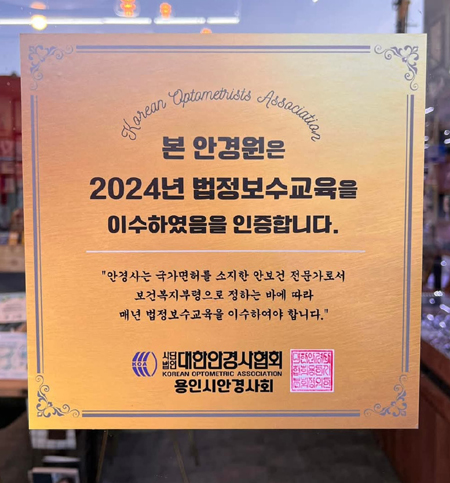 Korean Optometrists Association
본 안경원은
2024년 법정보수교육을
이수하였음을 인증합니다.
"안경사는 국가면허를 소지한 안보건 전문가로서
보건복지부령으로 정하는 바에 따라
매년 법정보수교육을 이수하여야 합니다."
KOA 사단법인 대한안경사협회
KOREAN OPTOMETRIC ASSOCIATION
용인시안경사회